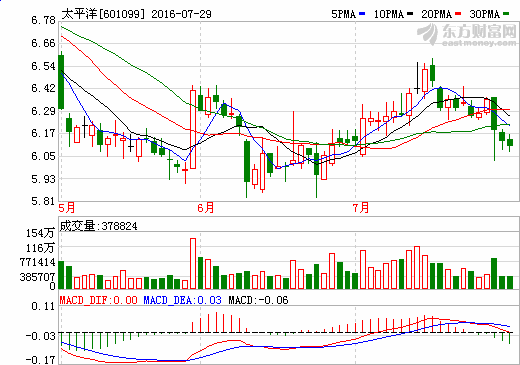 太平洋[601099] 2016-07-29 5PMA 10PMA 20PMA 30PMA
东方财富网
eastmoney.com
6.78
6.66
6.54
6.42
6.29
6.17
6.05
5.93
5.81
5月 6月 7月
成交量:378824
154万
116万
771414
385707
0
MACD_DIF:0.00 MACD_DEA:0.03 MACD:-0.06
0.11
-0.03
-0.17